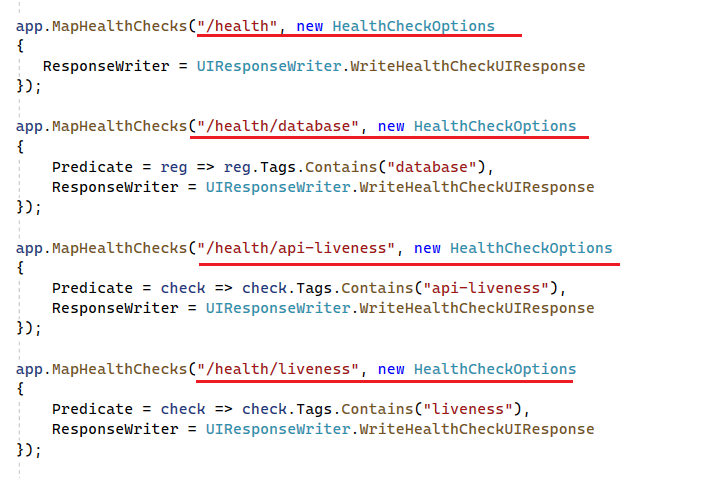 app.MapHealthChecks("/health", new HealthCheckOptions
{
   ResponseWriter = UIResponseWriter.WriteHealthCheckUIResponse
});
app.MapHealthChecks("/health/database", new HealthCheckOptions
{
    Predicate = reg => reg.Tags.Contains("database"),
    ResponseWriter = UIResponseWriter.WriteHealthCheckUIResponse
});
app.MapHealthChecks("/health/api-liveness", new HealthCheckOptions
{
    Predicate = check => check.Tags.Contains("api-liveness"),
    ResponseWriter = UIResponseWriter.WriteHealthCheckUIResponse
});
app.MapHealthChecks("/health/liveness", new HealthCheckOptions
{
    Predicate = check => check.Tags.Contains("liveness"),
    ResponseWriter = UIResponseWriter.WriteHealthCheckUIResponse
});